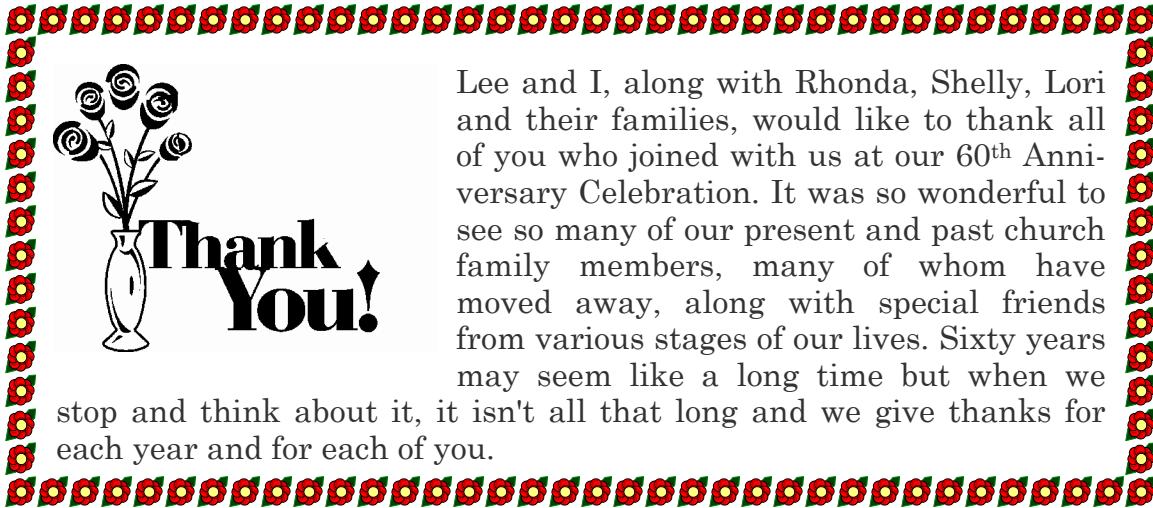 Thank
You!
Lee and I, along with Rhonda, Shelly, Lori
and their families, would like to thank all
of you who joined with us at our 60th Anni-
versary Celebration. It was so wonderful to
see so many of our present and past church
family members, many of whom have
moved away, along with special friends
from various stages of our lives. Sixty years
may seem like a long time but when we
stop and think about it, it isn't all that long and we give thanks for
each year and for each of you.